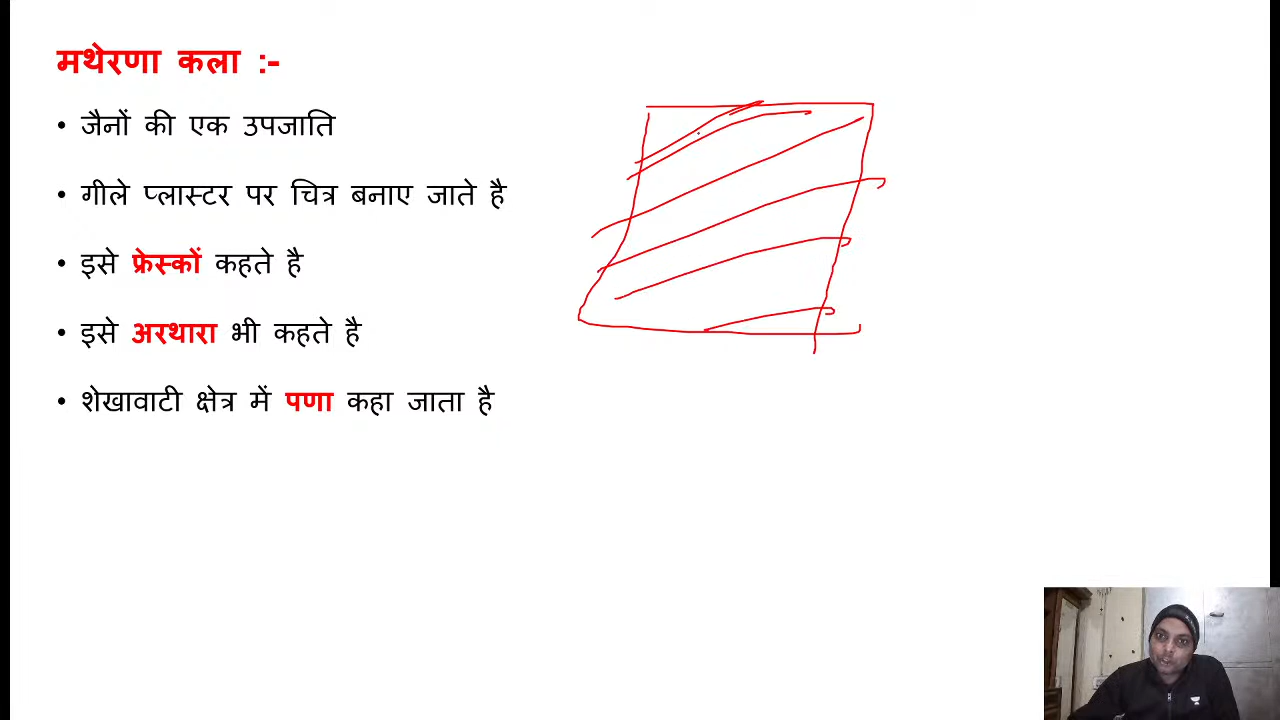 मथेरणा कला :-
• जैनों की एक उपजाति
• गीले प्लास्टर पर चित्र बनाए जाते है
• इसे फ्रेस्कों कहते है
• इसे अरथारा भी कहते है
• शेखावाटी क्षेत्र में पणा कहा जाता है